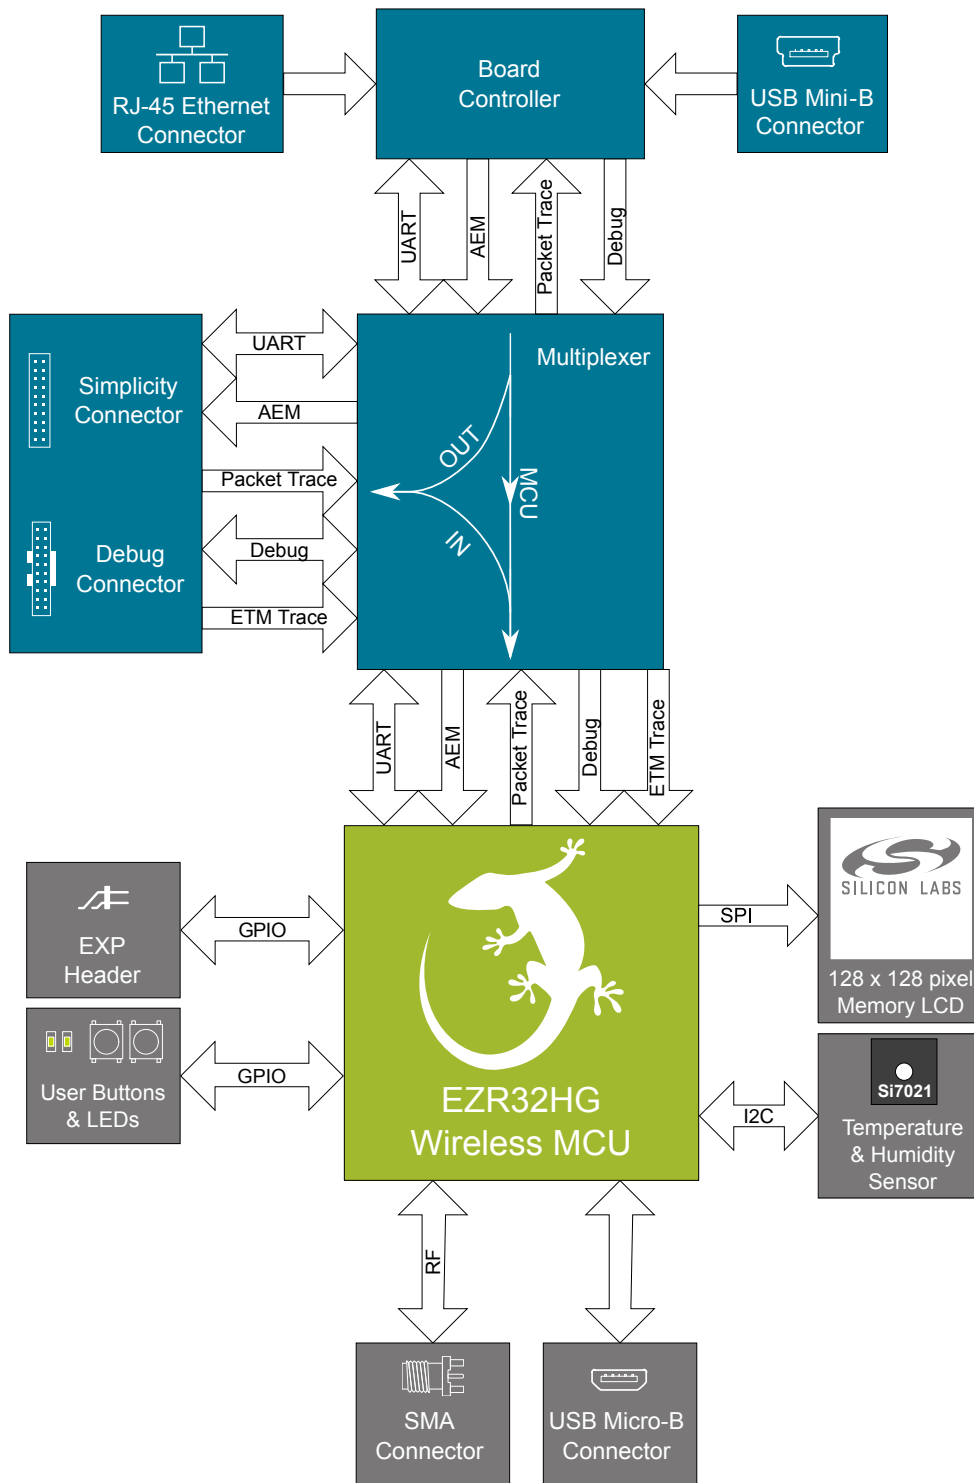 RJ-45 Ethernet
Connector
Board
Controller
USB Mini-B
Connector
UART
AEM
Packet Trace
Debug
Simplicity
Connector
Debug
Connector
UART
AEM
Packet Trace
Debug
ETM Trace
Multiplexer
OUT
MCU
IN
UART
AEM
Packet Trace
Debug
ETM Trace
EXP
Header
GPIO
User Buttons
& LEDs
GPIO
EZR32HG
Wireless MCU
SPI
SILICON LABS
128 x 128 pixel
Memory LCD
I2C
Si7021
Temperature
& Humidity
Sensor
RF
SMA
Connector
USB Micro-B
Connector